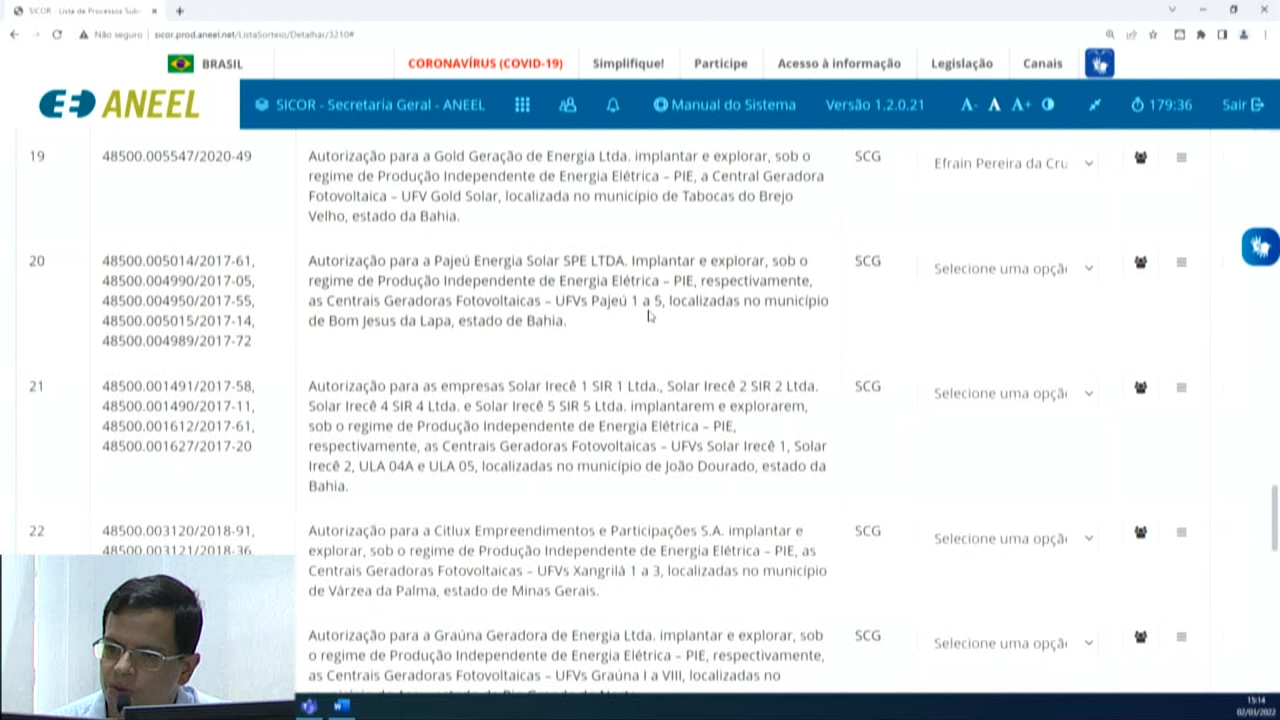 SICOR - Lista de Processos Sub-
Não seguro | sicor.prod.aneel.net/ListaSorteio/Detalhar/3210#
BRASIL CORONAVÍRUS (COVID-19) Simplifique! Participe Acesso à informação Legislação Canais
ANEEL SICOR - Secretaria Geral - ANEEL Manual do Sistema Versão 1.2.0.21 A- A A+ 179:36 Sair
19 48500.005547/2020-49 Autorização para a Gold Geração de Energia Ltda. implantar e explorar, sob o SCG Efrain Pereira da Cru
regime de Produção Independente de Energia Elétrica – PIE, a Central Geradora
Fotovoltaica – UFV Gold Solar, localizada no município de Tabocas do Brejo
Velho, estado da Bahia.
20 48500.005014/2017-61, Autorização para a Pajeú Energia Solar SPE LTDA. Implantar e explorar, sob o SCG Selecione uma opçã
48500.004990/2017-05, regime de Produção Independente de Energia Elétrica – PIE, respectivamente,
48500.004950/2017-55, as Centrais Geradoras Fotovoltaicas – UFVs Pajeú 1 a 5, localizadas no município
48500.005015/2017-14, de Bom Jesus da Lapa, estado de Bahia.
48500.004989/2017-72
21 48500.001491/2017-58, Autorização para as empresas Solar Irecê 1 SIR 1 Ltda., Solar Irecê 2 SIR 2 Ltda. SCG Selecione uma opçã
48500.001490/2017-11, Solar Irecê 4 SIR 4 Ltda. e Solar Irecê 5 SIR 5 Ltda. implantarem e explorarem,
48500.001612/2017-61, sob o regime de Produção Independente de Energia Elétrica – PIE,
48500.001627/2017-20 respectivamente, as Centrais Geradoras Fotovoltaicas – UFVs Solar Irecê 1, Solar
Irecê 2, ULA 04A e ULA 05, localizadas no município de João Dourado, estado da
Bahia.
22 48500.003120/2018-91, Autorização para a Citlux Empreendimentos e Participações S.A. implantar e SCG Selecione uma opçã
48500.003121/2018-36, explorar, sob o regime de Produção Independente de Energia Elétrica – PIE, as
Centrais Geradoras Fotovoltaicas – UFVs Xangrilá 1 a 3, localizadas no município
de Várzea da Palma, estado de Minas Gerais.
Autorização para a Graúna Geradora de Energia Ltda. implantar e explorar, sob SCG Selecione uma opçã
o regime de Produção Independente de Energia Elétrica – PIE, respectivamente,
as Centrais Geradoras Fotovoltaicas – UFVs Graúna I a VIII, localizadas no
15:14
02/03/2022